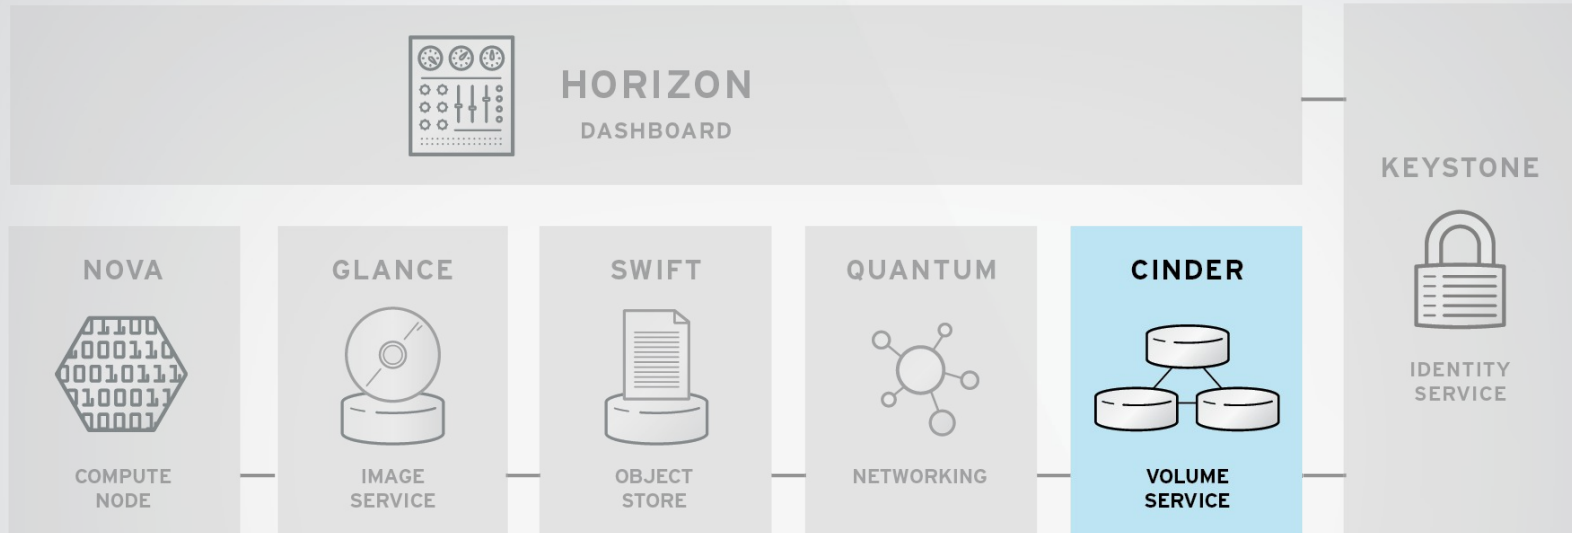 HORIZON
DASHBOARD
KEYSTONE
IDENTITY
SERVICE
NOVA
COMPUTE
NODE
GLANCE
IMAGE
SERVICE
SWIFT
OBJECT
STORE
QUANTUM
NETWORKING
CINDER
VOLUME
SERVICE